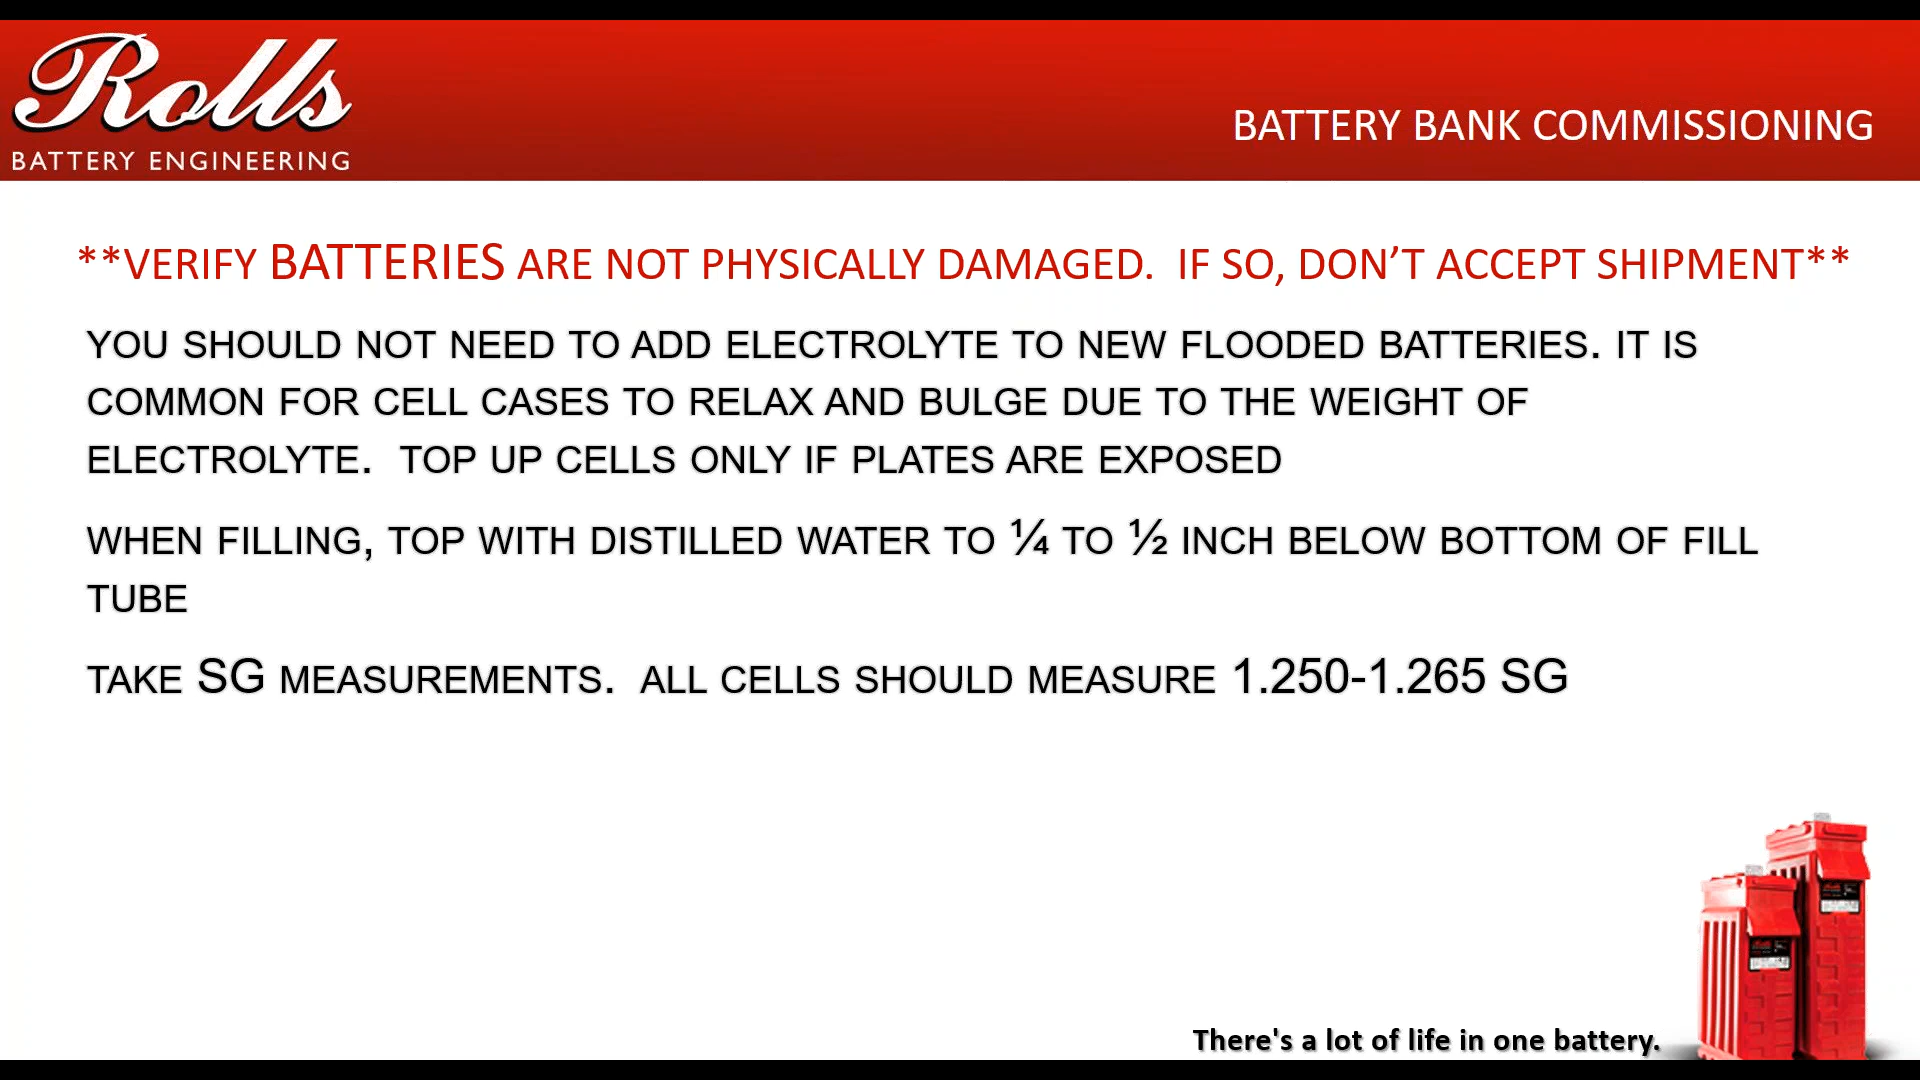 Rolls
BATTERY ENGINEERING
BATTERY BANK COMMISSIONING
**VERIFY BATTERIES ARE NOT PHYSICALLY DAMAGED. IF SO, DON’T ACCEPT SHIPMENT**
YOU SHOULD NOT NEED TO ADD ELECTROLYTE TO NEW FLOODED BATTERIES. IT IS
COMMON FOR CELL CASES TO RELAX AND BULGE DUE TO THE WEIGHT OF
ELECTROLYTE. TOP UP CELLS ONLY IF PLATES ARE EXPOSED
WHEN FILLING, TOP WITH DISTILLED WATER TO ¼ TO ½ INCH BELOW BOTTOM OF FILL
TUBE
TAKE SG MEASUREMENTS. ALL CELLS SHOULD MEASURE 1.250-1.265 SG
Rolls
Rolls
There's a lot of life in one battery.